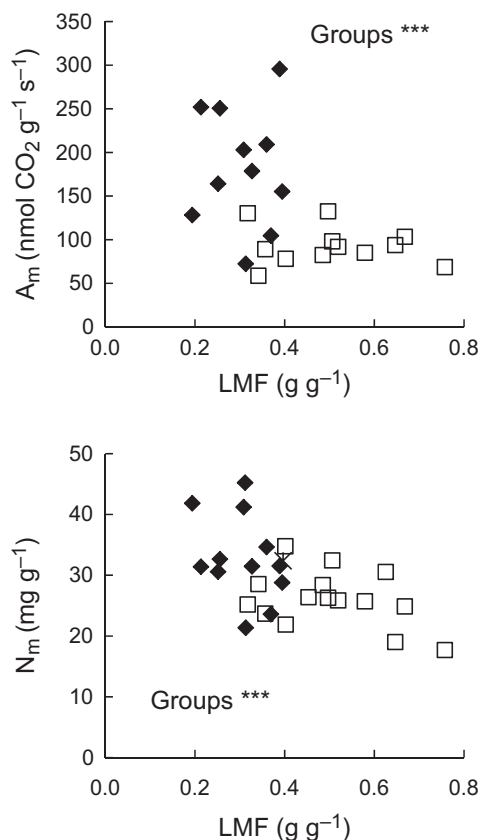 Groups ***
350
300
250
200
150
100
50
0
A_m (nmol CO₂ g⁻¹ s⁻¹)
0.0 0.2 0.4 0.6 0.8
LMF (g g⁻¹)
50
40
30
20
10
0
N_m (mg g⁻¹)
Groups ***
0.0 0.2 0.4 0.6 0.8
LMF (g g⁻¹)